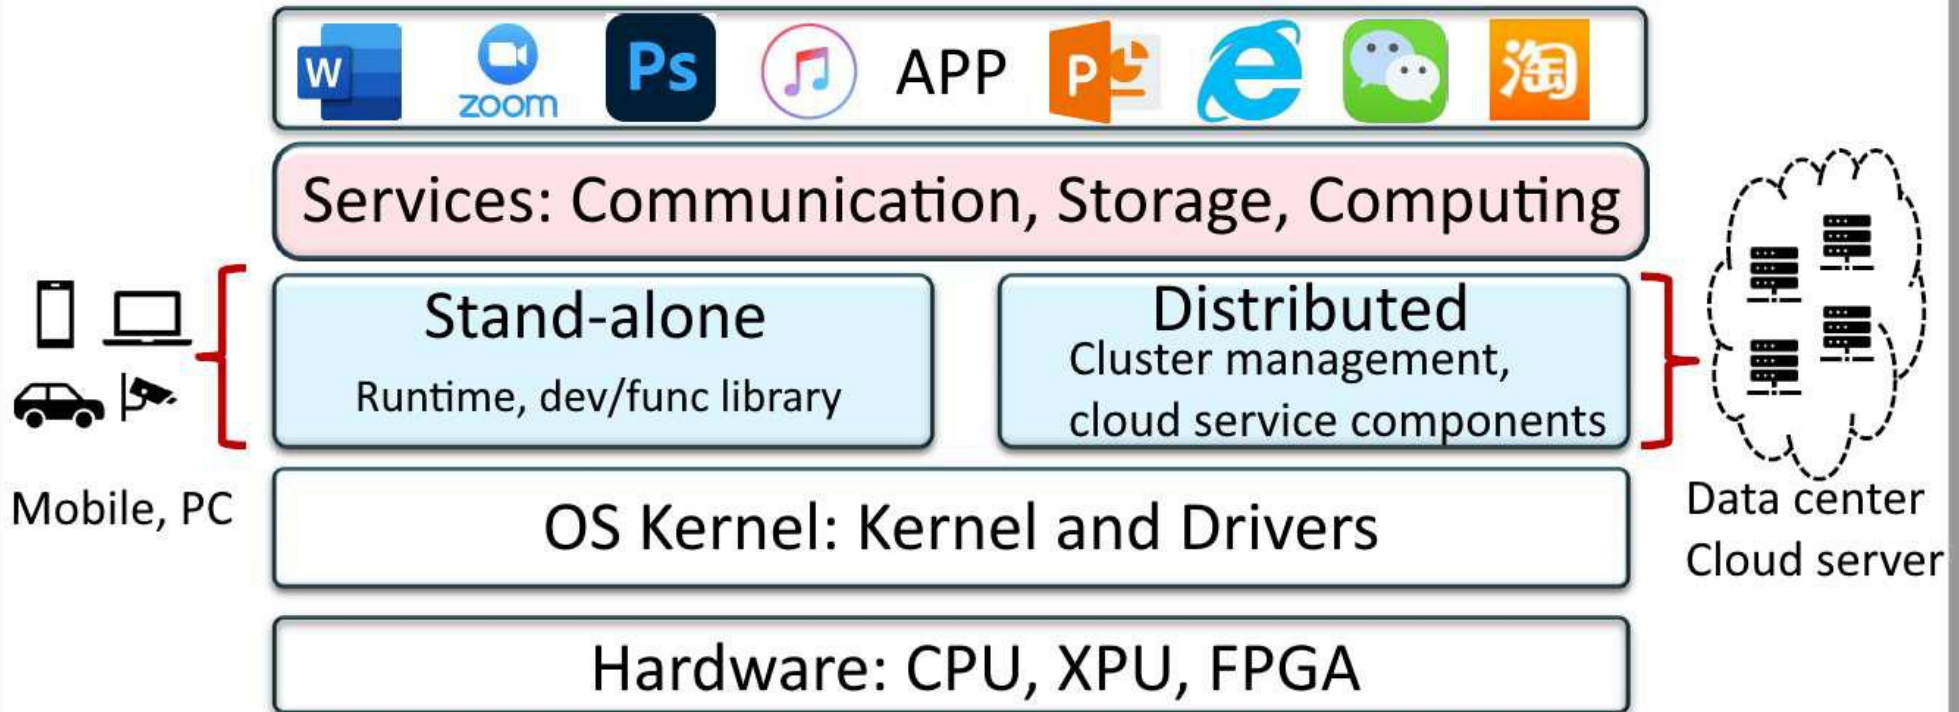 W
zoom
Ps
APP
P
e
淘
Services: Communication, Storage, Computing
Stand-alone
Runtime, dev/func library
Distributed
Cluster management,
cloud service components
Mobile, PC
Data center
Cloud server
OS Kernel: Kernel and Drivers
Hardware: CPU, XPU, FPGA